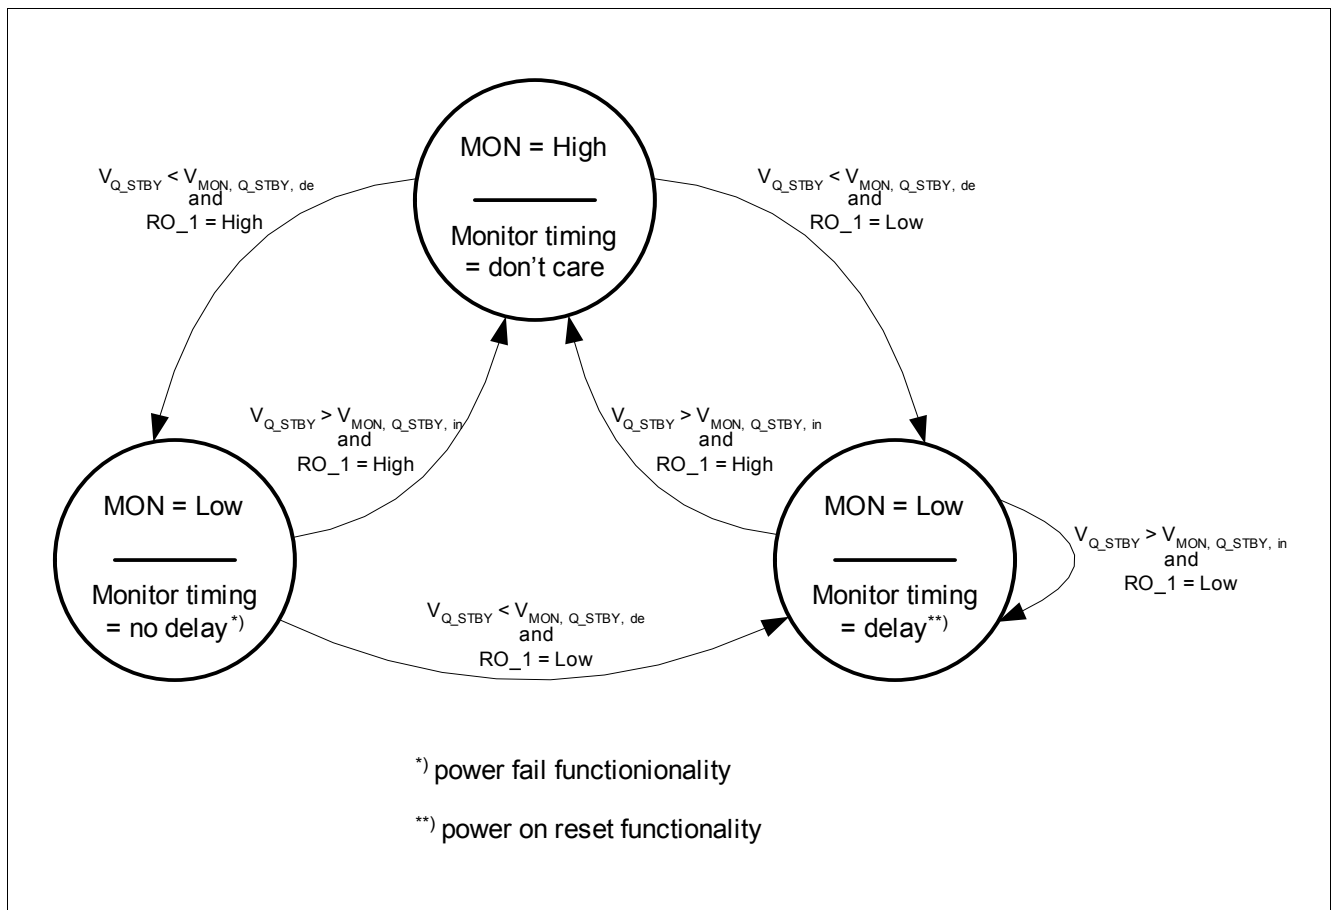 MON = High
Monitor timing
= don't care
V_Q_STBY < V_MON, Q_STBY, de
and
RO_1 = High
V_Q_STBY < V_MON, Q_STBY, de
and
RO_1 = Low
V_Q_STBY > V_MON, Q_STBY, in
and
RO_1 = High
V_Q_STBY > V_MON, Q_STBY, in
and
RO_1 = High
MON = Low
Monitor timing
= no delay*)
MON = Low
Monitor timing
= delay**)
V_Q_STBY > V_MON, Q_STBY, in
and
RO_1 = Low
V_Q_STBY < V_MON, Q_STBY, de
and
RO_1 = Low
*) power fail functionionality
**) power on reset functionality